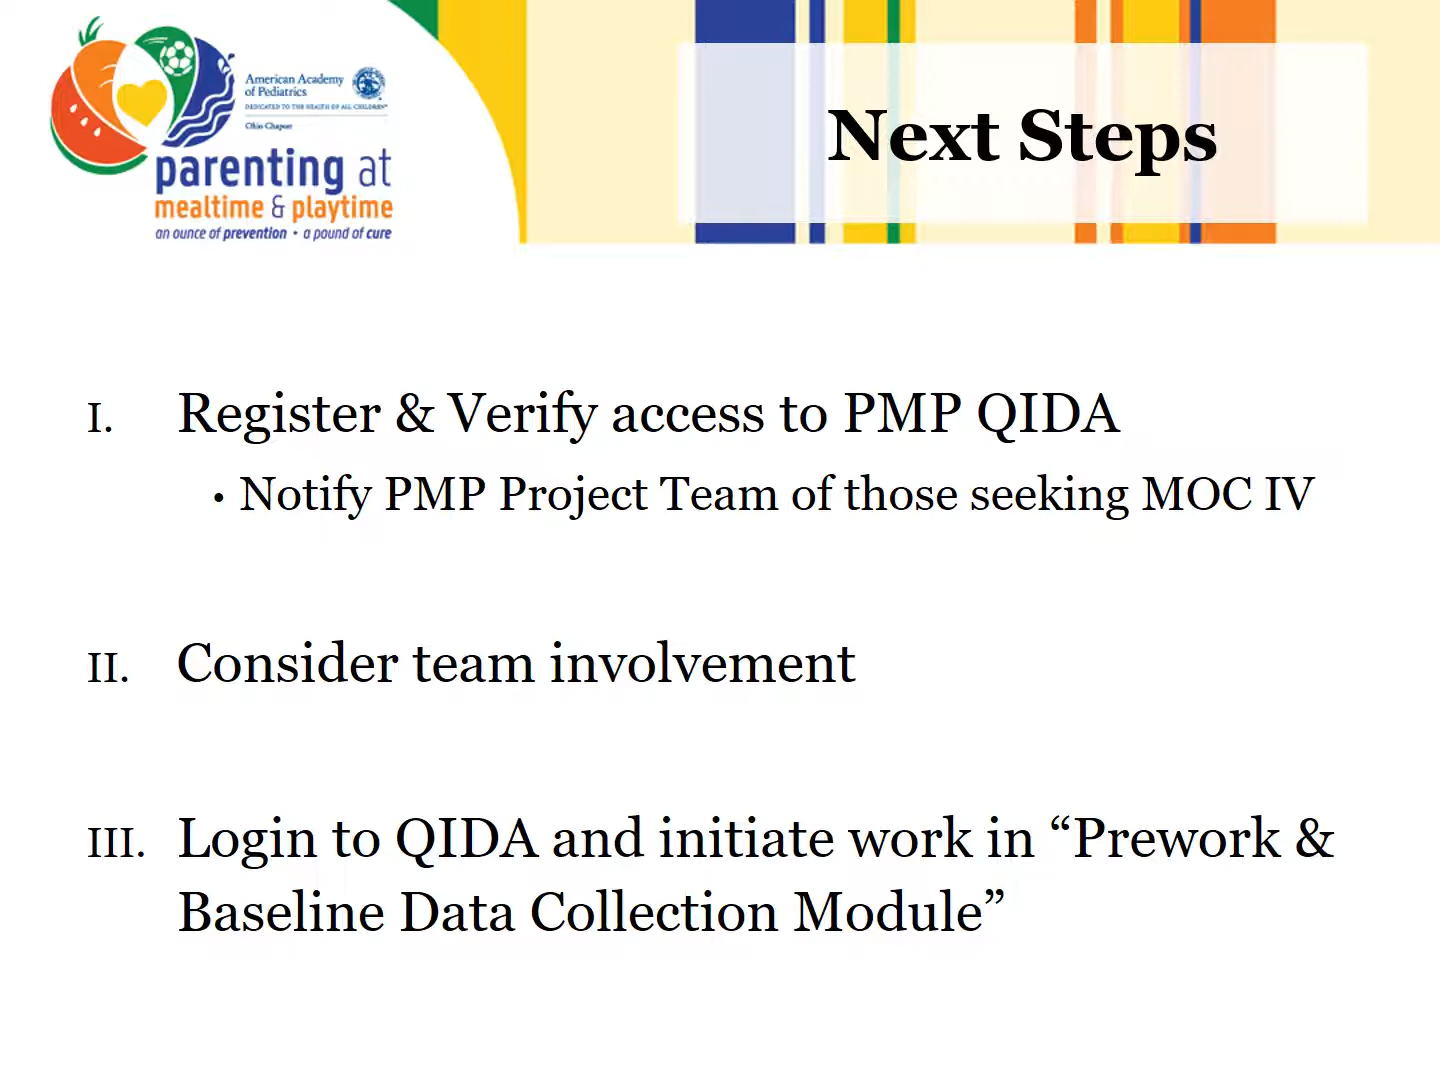 American Academy
of Pediatrics
DEDICATED TO THE HEALTH OF ALL CHILDREN®
Ohio Chapter
parenting at
mealtime & playtime
an ounce of prevention • a pound of cure
Next Steps
I. Register & Verify access to PMP QIDA
• Notify PMP Project Team of those seeking MOC IV
II. Consider team involvement
III. Login to QIDA and initiate work in “Prework &
Baseline Data Collection Module”